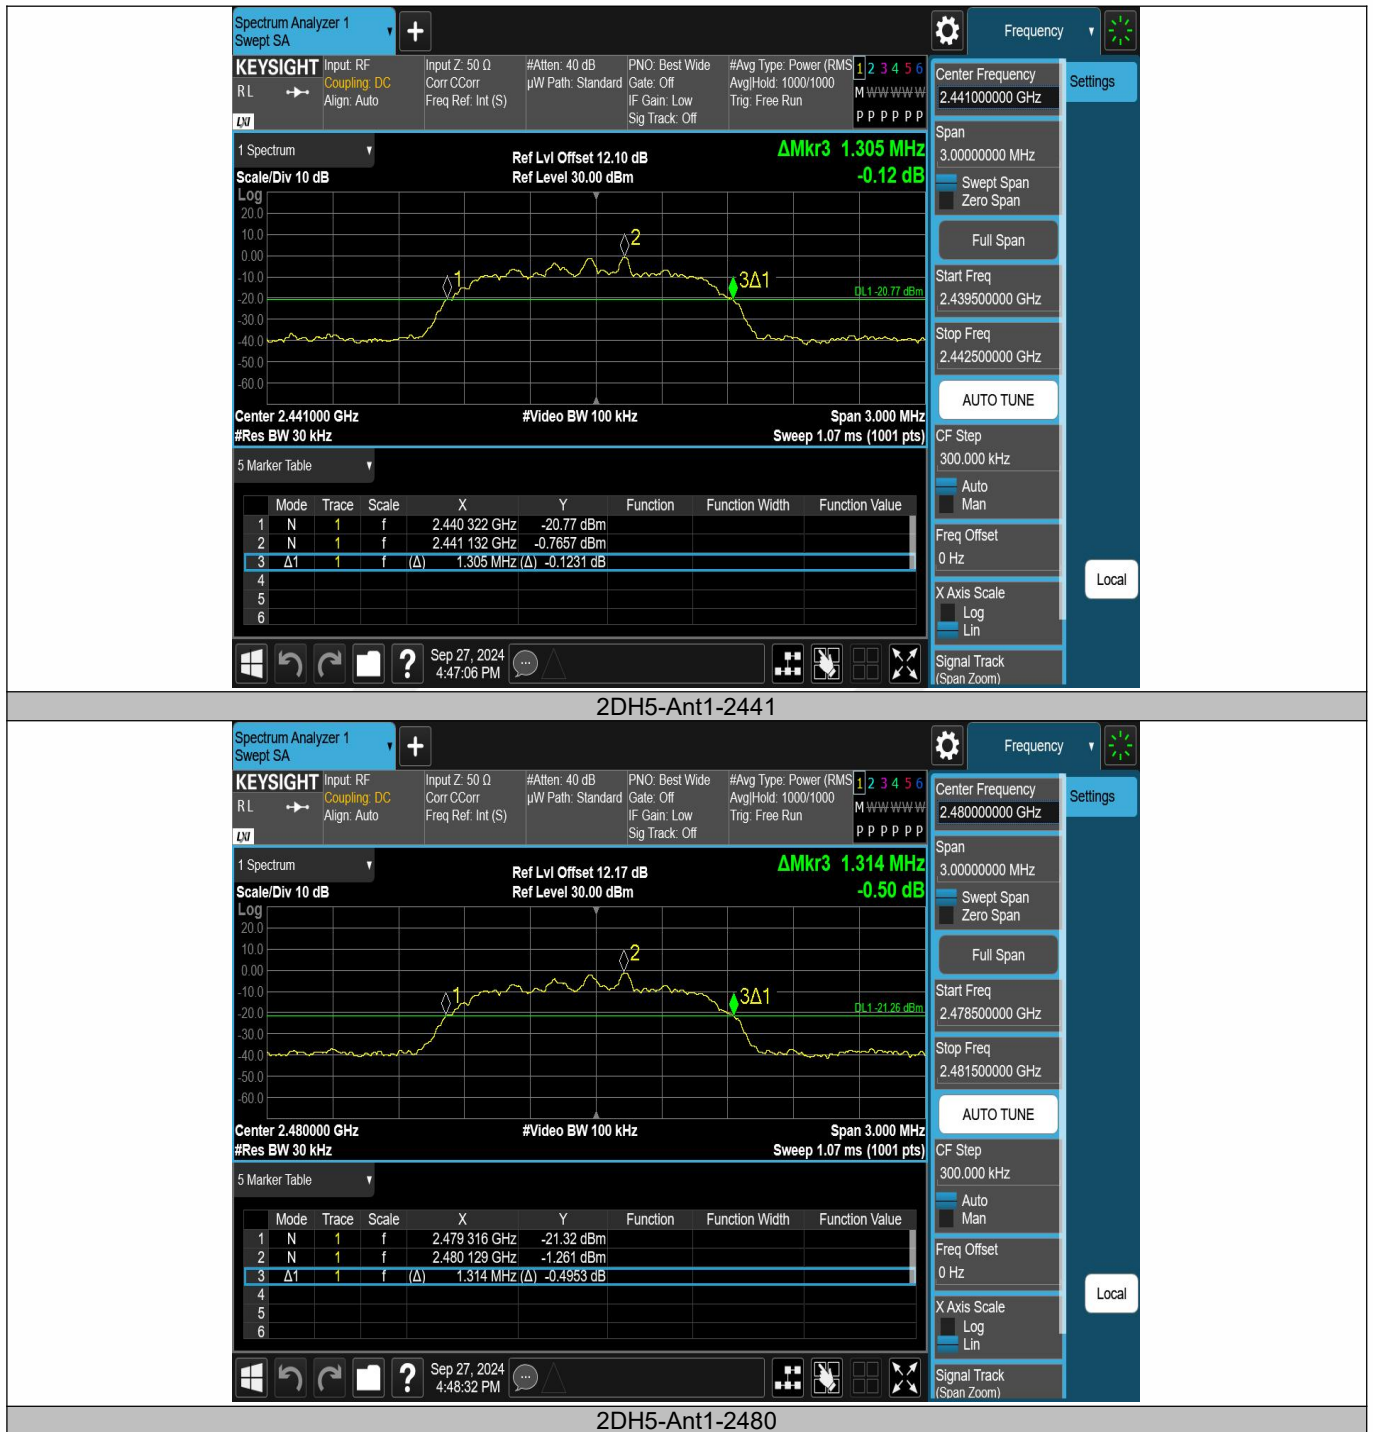 Spectrum Analyzer 1
Swept SA
+
Frequency
KEYSIGHT Input: RF Input Z: 50 Ω #Atten: 40 dB PNO: Best Wide #Avg Type: Power (RMS 1 2 3 4 5 6
RL Coupling: DC Corr CCorr µW Path: Standard Gate: Off Avg|Hold: 1000/1000 M W W W W W
Align: Auto Freq Ref: Int (S) IF Gain: Low Trig: Free Run
LXI Sig Track: Off P P P P P P
1 Spectrum
Ref Lvl Offset 12.10 dB ΔMkr3 1.305 MHz
Scale/Div 10 dB Ref Level 30.00 dBm -0.12 dB
Log
20.0
10.0
0.00
-10.0
-20.0
-30.0
-40.0
-50.0
-60.0
1
2
3Δ1
DL1 -20.77 dBm
Center 2.441000 GHz #Video BW 100 kHz Span 3.000 MHz
#Res BW 30 kHz Sweep 1.07 ms (1001 pts)
5 Marker Table
Mode Trace Scale X Y Function Function Width Function Value
1 N 1 f 2.440 322 GHz -20.77 dBm
2 N 1 f 2.441 132 GHz -0.7657 dBm
3 Δ1 1 f (Δ) 1.305 MHz (Δ) -0.1231 dB
4
5
6
? Sep 27, 2024
4:47:06 PM
Center Frequency
2.441000000 GHz
Settings
Span
3.00000000 MHz
Swept Span
Zero Span
Full Span
Start Freq
2.439500000 GHz
Stop Freq
2.442500000 GHz
AUTO TUNE
CF Step
300.000 kHz
Auto
Man
Freq Offset
0 Hz
Local
X Axis Scale
Log
Lin
Signal Track
(Span Zoom)
2DH5-Ant1-2441
Spectrum Analyzer 1
Swept SA
+
Frequency
KEYSIGHT Input: RF Input Z: 50 Ω #Atten: 40 dB PNO: Best Wide #Avg Type: Power (RMS 1 2 3 4 5 6
RL Coupling: DC Corr CCorr µW Path: Standard Gate: Off Avg|Hold: 1000/1000 M W W W W W
Align: Auto Freq Ref: Int (S) IF Gain: Low Trig: Free Run
LXI Sig Track: Off P P P P P P
1 Spectrum
Ref Lvl Offset 12.17 dB ΔMkr3 1.314 MHz
Scale/Div 10 dB Ref Level 30.00 dBm -0.50 dB
Log
20.0
10.0
0.00
-10.0
-20.0
-30.0
-40.0
-50.0
-60.0
1
2
3Δ1
DL1 -21.26 dBm
Center 2.480000 GHz #Video BW 100 kHz Span 3.000 MHz
#Res BW 30 kHz Sweep 1.07 ms (1001 pts)
5 Marker Table
Mode Trace Scale X Y Function Function Width Function Value
1 N 1 f 2.479 316 GHz -21.32 dBm
2 N 1 f 2.480 129 GHz -1.261 dBm
3 Δ1 1 f (Δ) 1.314 MHz (Δ) -0.4953 dB
4
5
6
? Sep 27, 2024
4:48:32 PM
Center Frequency
2.480000000 GHz
Settings
Span
3.00000000 MHz
Swept Span
Zero Span
Full Span
Start Freq
2.478500000 GHz
Stop Freq
2.481500000 GHz
AUTO TUNE
CF Step
300.000 kHz
Auto
Man
Freq Offset
0 Hz
Local
X Axis Scale
Log
Lin
Signal Track
(Span Zoom)
2DH5-Ant1-2480